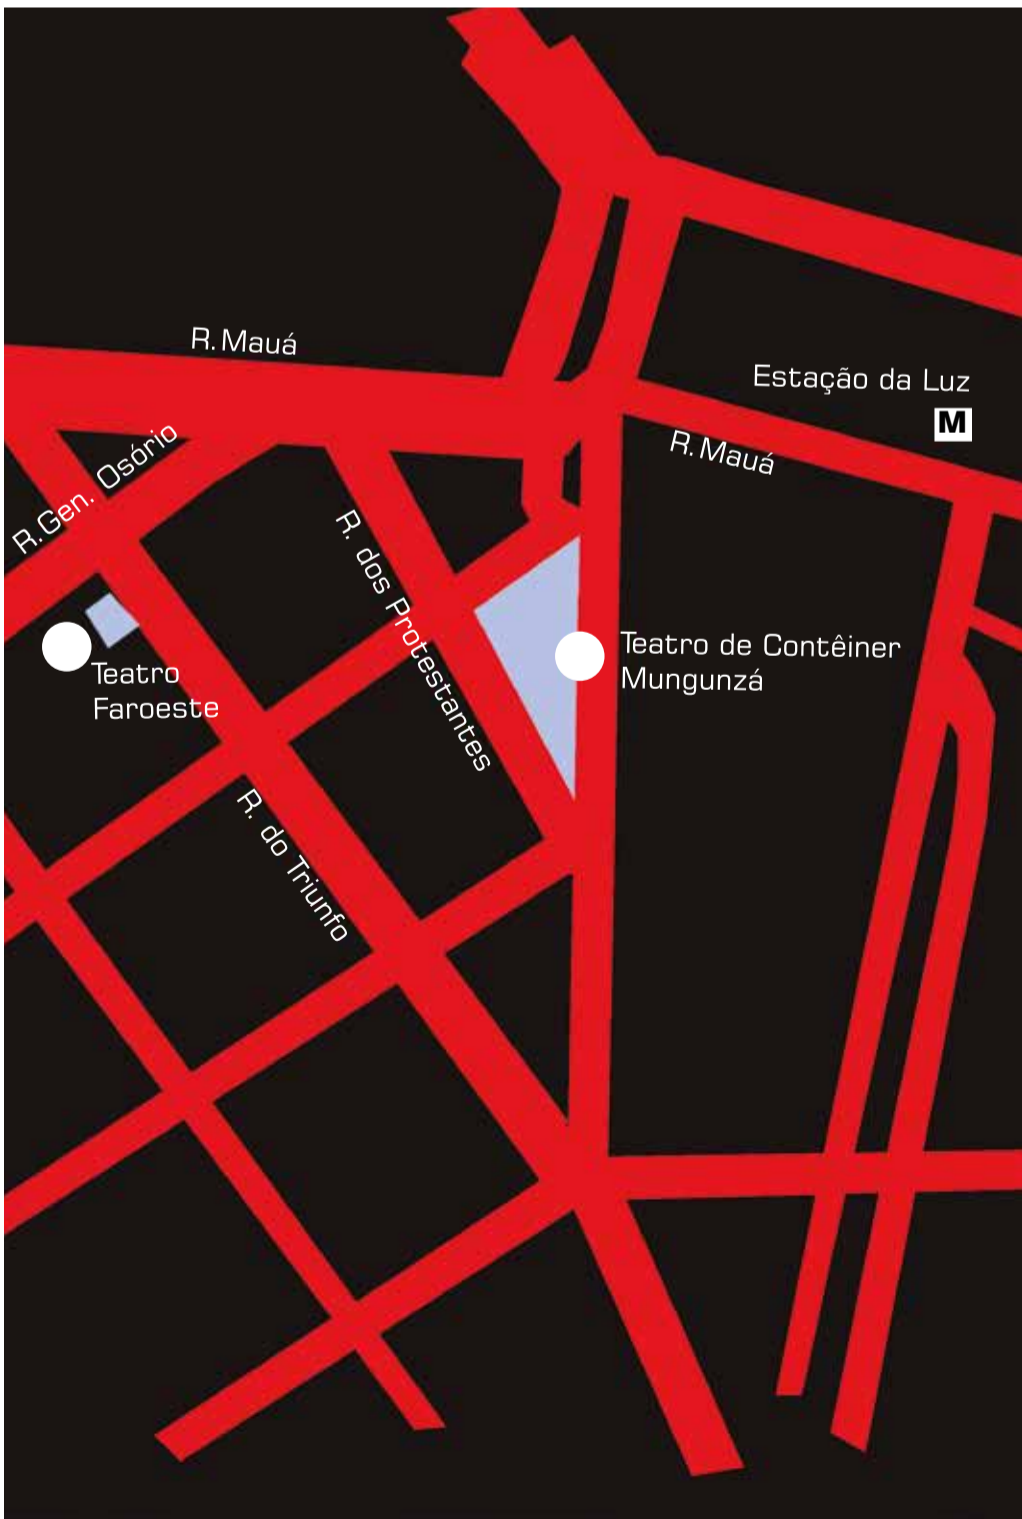 R. Mauá
Estação da Luz
M
R. Mauá
R. Gen. Osório
R. dos Protestantes
Teatro de Contêiner
Mungunzá
Teatro
Faroeste
R. do Triunfo